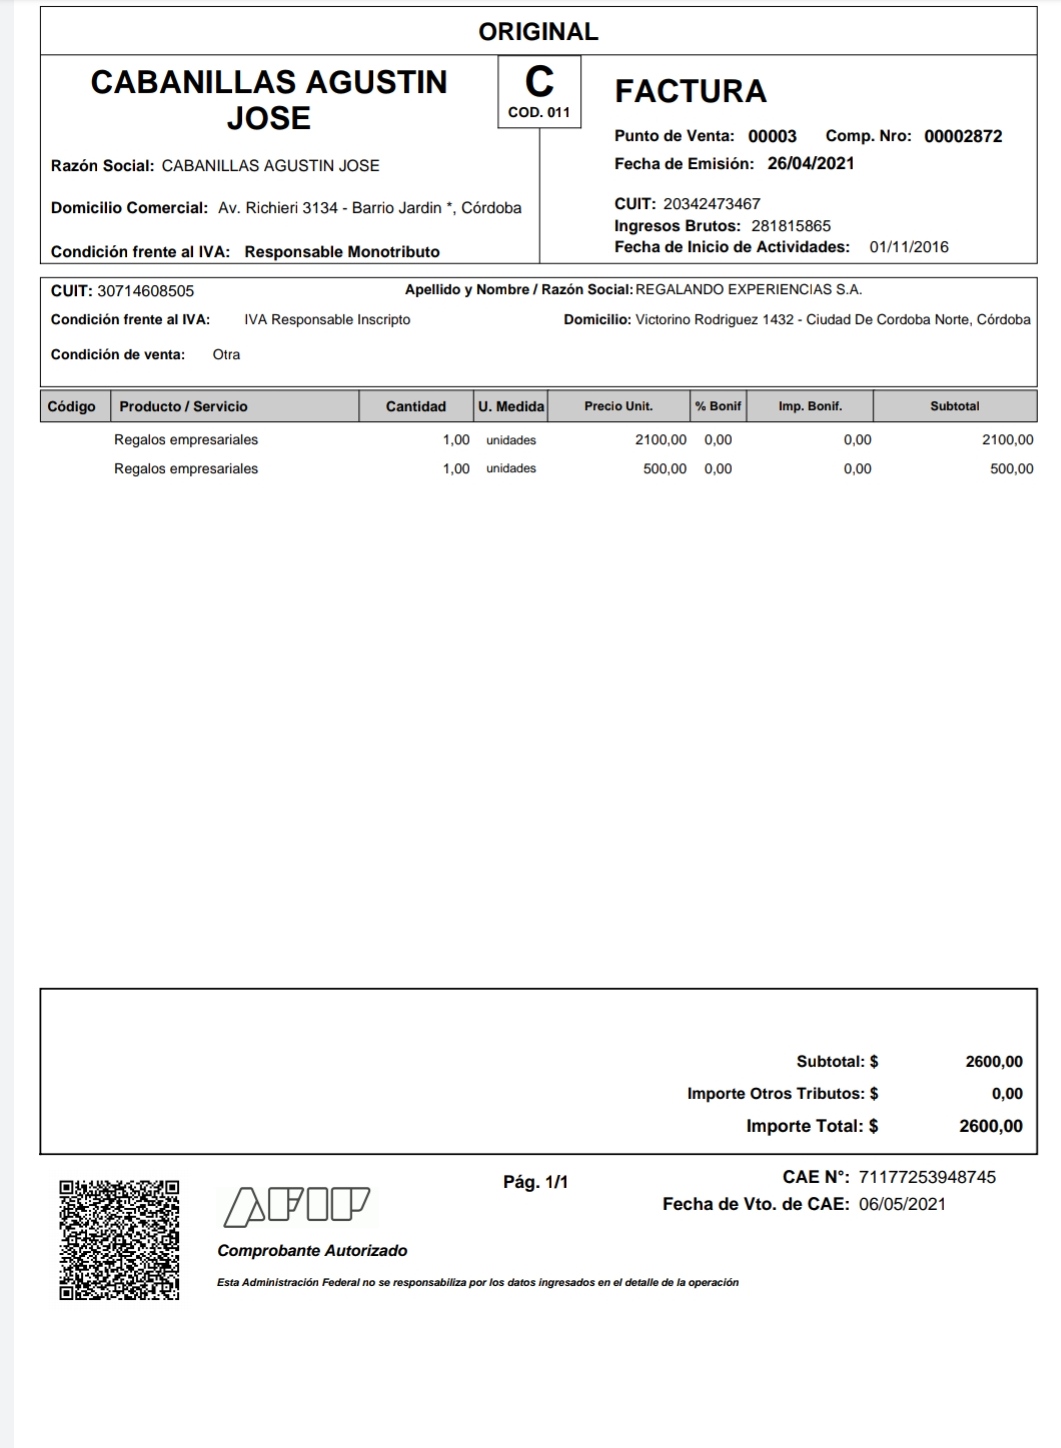 ORIGINAL
CABANILLAS AGUSTIN
JOSE
C
COD. 011
FACTURA
Punto de Venta: 00003 Comp. Nro: 00002872
Fecha de Emisión: 26/04/2021
Razón Social: CABANILLAS AGUSTIN JOSE
Domicilio Comercial: Av. Richieri 3134 - Barrio Jardin *, Córdoba
Condición frente al IVA: Responsable Monotributo
CUIT: 20342473467
Ingresos Brutos: 281815865
Fecha de Inicio de Actividades: 01/11/2016
CUIT: 30714608505 Apellido y Nombre / Razón Social: REGALANDO EXPERIENCIAS S.A.
Condición frente al IVA: IVA Responsable Inscripto Domicilio: Victorino Rodriguez 1432 - Ciudad De Cordoba Norte, Córdoba
Condición de venta: Otra
Código Producto / Servicio Cantidad U. Medida Precio Unit. % Bonif Imp. Bonif. Subtotal
Regalos empresariales 1,00 unidades 2100,00 0,00 0,00 2100,00
Regalos empresariales 1,00 unidades 500,00 0,00 0,00 500,00
Subtotal: $ 2600,00
Importe Otros Tributos: $ 0,00
Importe Total: $ 2600,00
AFIP
Comprobante Autorizado
Esta Administración Federal no se responsabiliza por los datos ingresados en el detalle de la operación
Pág. 1/1
CAE N°: 71177253948745
Fecha de Vto. de CAE: 06/05/2021